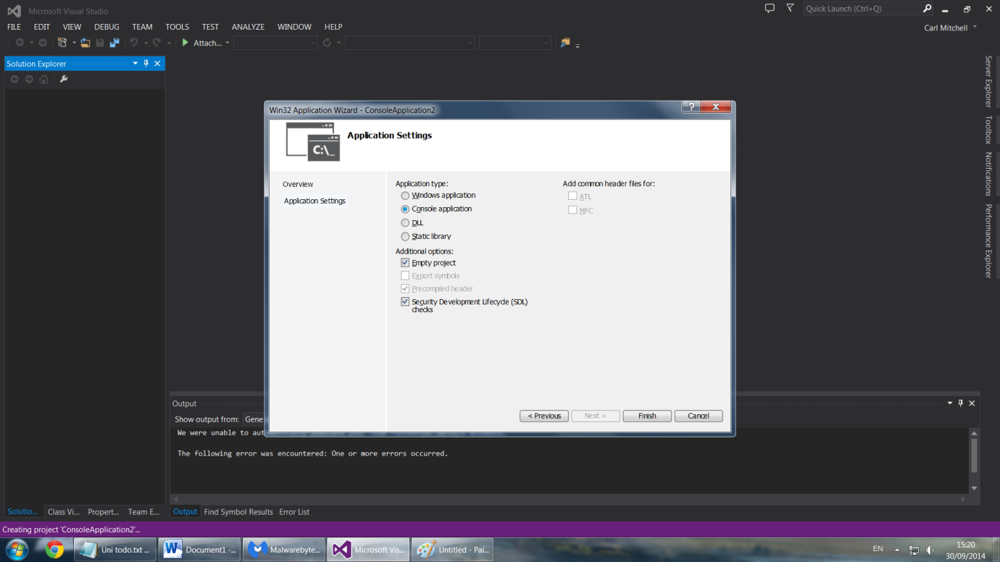 Microsoft Visual Studio
Quick Launch (Ctrl+Q)
FILE EDIT VIEW DEBUG TEAM TOOLS TEST ANALYZE WINDOW HELP
Carl Mitchell
Attach...
Solution Explorer
Server Explorer
Toolbox
Notifications
Performance Explorer
Win32 Application Wizard - ConsoleApplication2
?
C:\_
Application Settings
Overview
Application Settings
Application type:
Windows application
Console application
DLL
Static library
Additional options:
Empty project
Export symbols
Precompiled header
Security Development Lifecycle (SDL)
checks
Add common header files for:
ATL
MFC
< Previous
Next >
Finish
Cancel
Output
Show output from: Gene
We were unable to aut
The following error was encountered: One or more errors occurred.
Solutio... Class Vi... Propert... Team E...
Output Find Symbol Results Error List
Creating project 'ConsoleApplication2'...
Uni todo.txt ...
Document1 -...
Malwarebyte...
Microsoft Vis...
Untitled - Pai...
EN
15:20
30/09/2014